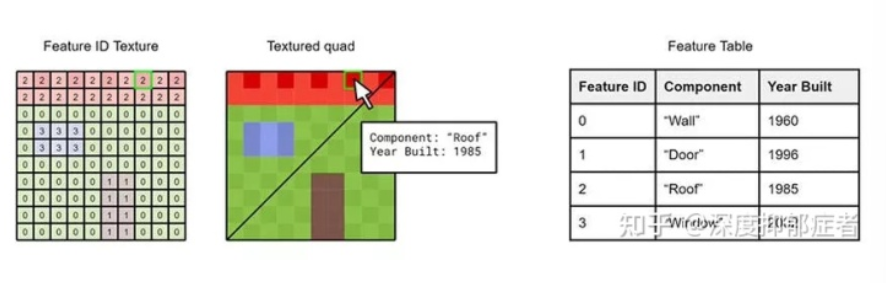 Feature ID Texture
Textured quad
Feature Table
2 2 2 2 2 2 2 2 2 2
2 2 2 2 2 2 2 2 2 2
0 0 0 0 0 0 0 0 0 0
0 3 3 3 0 0 0 0 0 0
0 3 3 3 0 0 0 0 0 0
0 0 0 0 0 0 0 0 0 0
0 0 0 0 0 1 1 0 0 0
0 0 0 0 0 1 1 0 0 0
0 0 0 0 0 1 1 0 0 0
0 0 0 0 0 1 1 0 0 0
Component: "Roof"
Year Built: 1985
Feature ID Component Year Built
0 “Wall” 1960
1 “Door” 1996
2 “Roof” 1985
3 “Window”
知乎 @深度抑郁症者